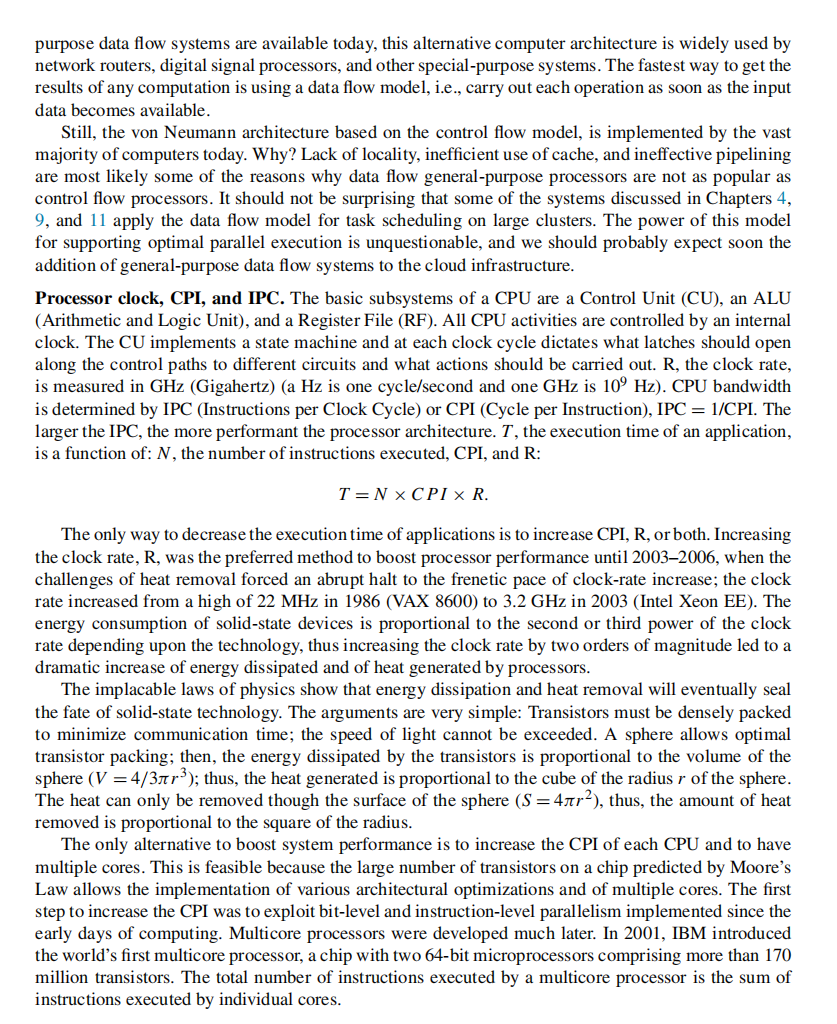 purpose data flow systems are available today, this alternative computer architecture is widely used by
network routers, digital signal processors, and other special-purpose systems. The fastest way to get the
results of any computation is using a data flow model, i.e., carry out each operation as soon as the input
data becomes available.
Still, the von Neumann architecture based on the control flow model, is implemented by the vast
majority of computers today. Why? Lack of locality, inefficient use of cache, and ineffective pipelining
are most likely some of the reasons why data flow general-purpose processors are not as popular as
control flow processors. It should not be surprising that some of the systems discussed in Chapters 4,
9, and 11 apply the data flow model for task scheduling on large clusters. The power of this model
for supporting optimal parallel execution is unquestionable, and we should probably expect soon the
addition of general-purpose data flow systems to the cloud infrastructure.
Processor clock, CPI, and IPC. The basic subsystems of a CPU are a Control Unit (CU), an ALU
(Arithmetic and Logic Unit), and a Register File (RF). All CPU activities are controlled by an internal
clock. The CU implements a state machine and at each clock cycle dictates what latches should open
along the control paths to different circuits and what actions should be carried out. R, the clock rate,
is measured in GHz (Gigahertz) (a Hz is one cycle/second and one GHz is 10⁹ Hz). CPU bandwidth
is determined by IPC (Instructions per Clock Cycle) or CPI (Cycle per Instruction), IPC = 1/CPI. The
larger the IPC, the more performant the processor architecture. T, the execution time of an application,
is a function of: N, the number of instructions executed, CPI, and R:
T = N × CPI × R.
The only way to decrease the execution time of applications is to increase CPI, R, or both. Increasing
the clock rate, R, was the preferred method to boost processor performance until 2003–2006, when the
challenges of heat removal forced an abrupt halt to the frenetic pace of clock-rate increase; the clock
rate increased from a high of 22 MHz in 1986 (VAX 8600) to 3.2 GHz in 2003 (Intel Xeon EE). The
energy consumption of solid-state devices is proportional to the second or third power of the clock
rate depending upon the technology, thus increasing the clock rate by two orders of magnitude led to a
dramatic increase of energy dissipated and of heat generated by processors.
The implacable laws of physics show that energy dissipation and heat removal will eventually seal
the fate of solid-state technology. The arguments are very simple: Transistors must be densely packed
to minimize communication time; the speed of light cannot be exceeded. A sphere allows optimal
transistor packing; then, the energy dissipated by the transistors is proportional to the volume of the
sphere (V = 4/3πr³); thus, the heat generated is proportional to the cube of the radius r of the sphere.
The heat can only be removed though the surface of the sphere (S = 4πr²), thus, the amount of heat
removed is proportional to the square of the radius.
The only alternative to boost system performance is to increase the CPI of each CPU and to have
multiple cores. This is feasible because the large number of transistors on a chip predicted by Moore's
Law allows the implementation of various architectural optimizations and of multiple cores. The first
step to increase the CPI was to exploit bit-level and instruction-level parallelism implemented since the
early days of computing. Multicore processors were developed much later. In 2001, IBM introduced
the world's first multicore processor, a chip with two 64-bit microprocessors comprising more than 170
million transistors. The total number of instructions executed by a multicore processor is the sum of
instructions executed by individual cores.